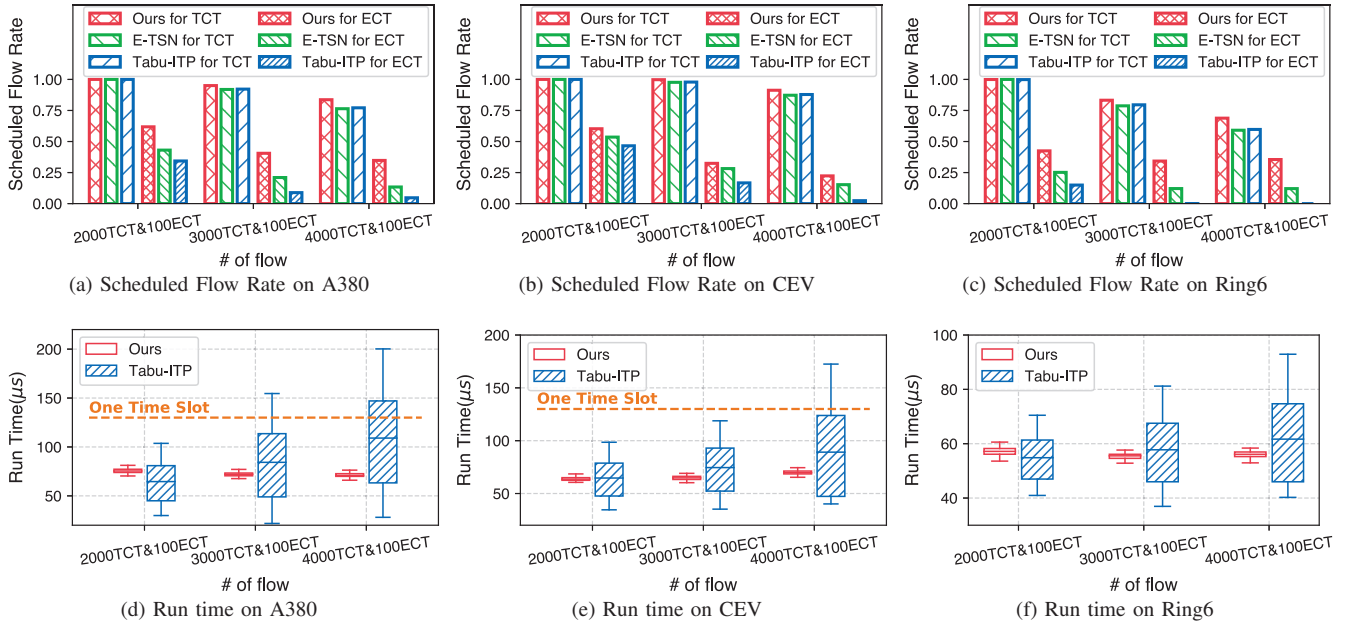 Ours for TCT
Ours for ECT
E-TSN for TCT
E-TSN for ECT
Tabu-ITP for TCT
Tabu-ITP for ECT
1.00
0.75
0.50
0.25
0.00
Scheduled Flow Rate
2000TCT&100ECT
3000TCT&100ECT
4000TCT&100ECT
# of flow
(a) Scheduled Flow Rate on A380
Ours for TCT
Ours for ECT
E-TSN for TCT
E-TSN for ECT
Tabu-ITP for TCT
Tabu-ITP for ECT
1.00
0.75
0.50
0.25
0.00
Scheduled Flow Rate
2000TCT&100ECT
3000TCT&100ECT
4000TCT&100ECT
# of flow
(b) Scheduled Flow Rate on CEV
Ours for TCT
Ours for ECT
E-TSN for TCT
E-TSN for ECT
Tabu-ITP for TCT
Tabu-ITP for ECT
1.00
0.75
0.50
0.25
0.00
Scheduled Flow Rate
2000TCT&100ECT
3000TCT&100ECT
4000TCT&100ECT
# of flow
(c) Scheduled Flow Rate on Ring6
Ours
Tabu-ITP
One Time Slot
200
150
100
50
Run Time(μs)
2000TCT&100ECT
3000TCT&100ECT
4000TCT&100ECT
# of flow
(d) Run time on A380
Ours
Tabu-ITP
One Time Slot
200
150
100
50
Run Time(μs)
2000TCT&100ECT
3000TCT&100ECT
4000TCT&100ECT
# of flow
(e) Run time on CEV
Ours
Tabu-ITP
100
80
60
40
Run Time(μs)
2000TCT&100ECT
3000TCT&100ECT
4000TCT&100ECT
# of flow
(f) Run time on Ring6